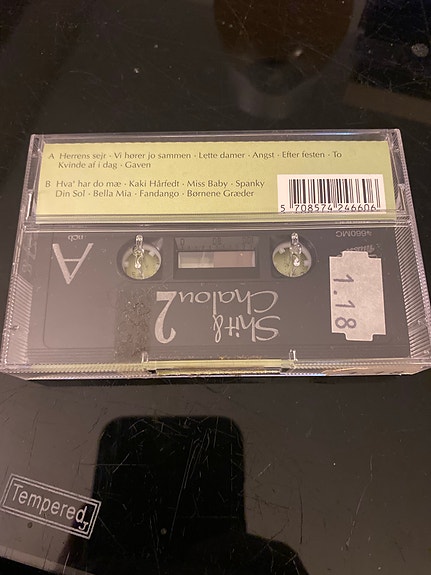 A Herrens sejr · Vi hører jo sammen · Lette damer · Angst · Efter festen · To
Kvinde af i dag · Gaven
B Hva' har do mæ · Kaki Hårfedt · Miss Baby · Spanky
Din Sol · Bella Mia · Fandango · Børnene Græder
5 708574 246606
A
Shit &
Chalou
2
1.18
Tempered